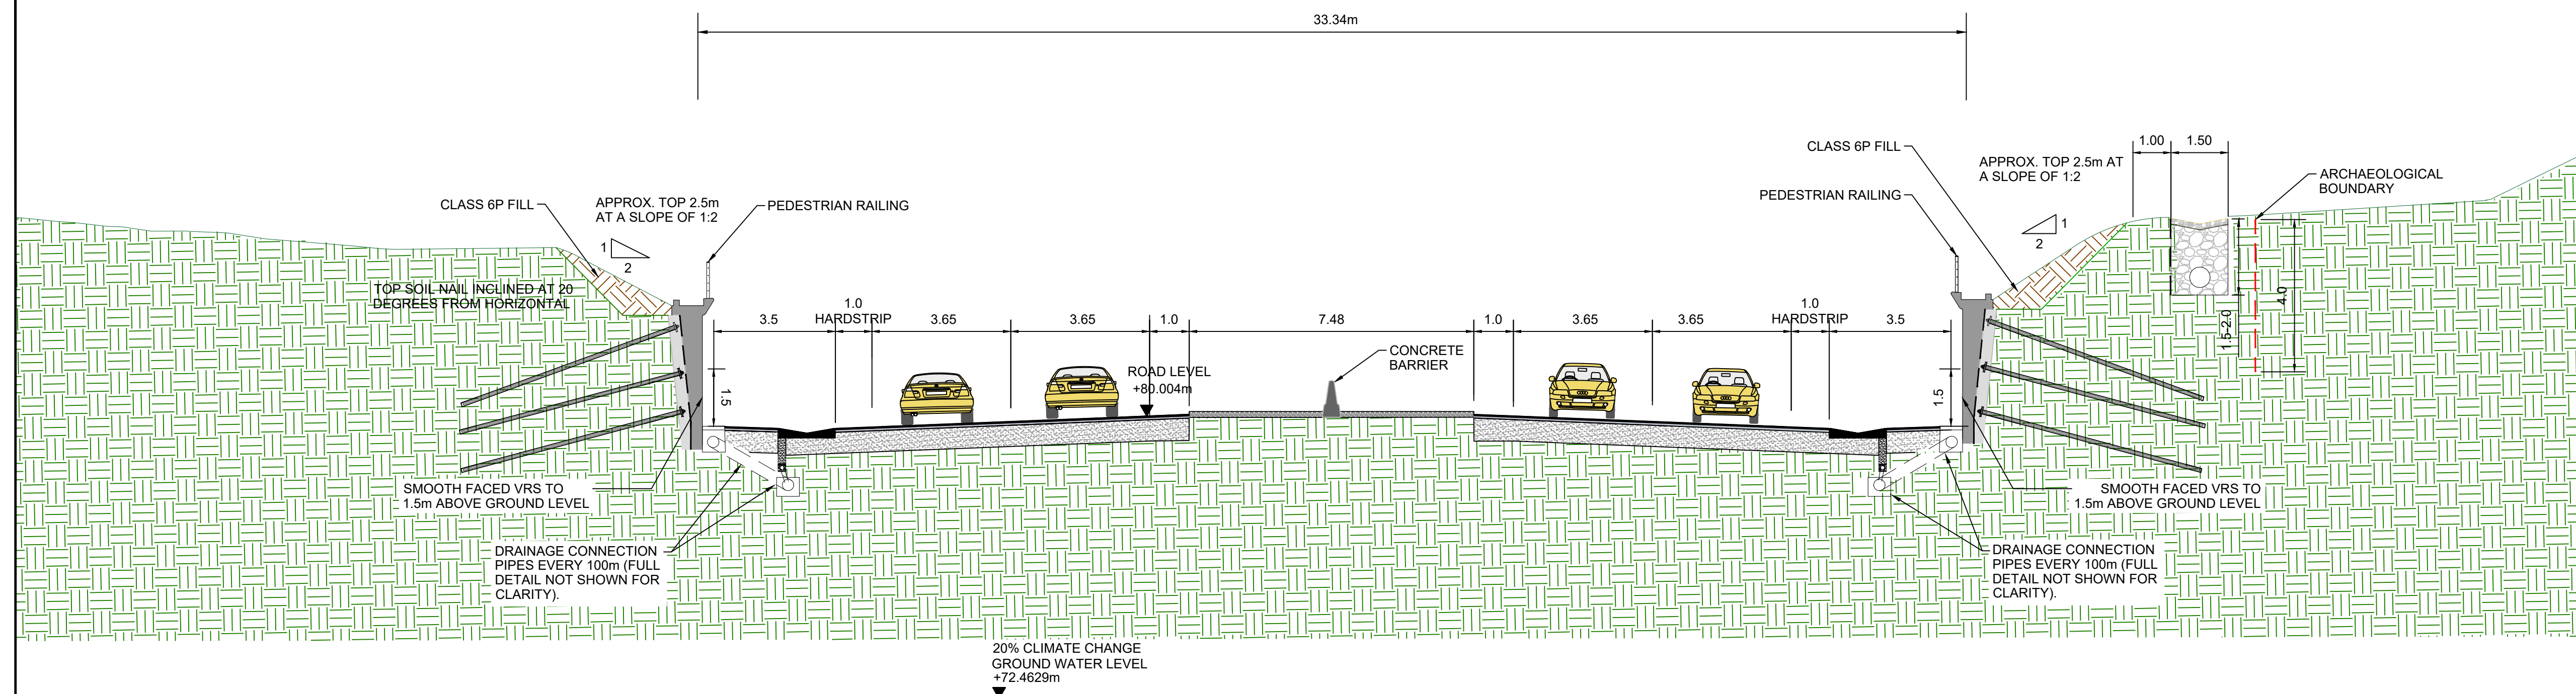 33.34m
CLASS 6P FILL
APPROX. TOP 2.5m
AT A SLOPE OF 1:2
1
2
PEDESTRIAN RAILING
TOP SOIL NAIL INCLINED AT 20
DEGREES FROM HORIZONTAL
CLASS 6P FILL
PEDESTRIAN RAILING
APPROX. TOP 2.5m AT
A SLOPE OF 1:2
1
2
1.00
1.50
ARCHAEOLOGICAL
BOUNDARY
1.5-2.0
4.0
3.5
1.0
HARDSTRIP
3.65
3.65
1.0
7.48
1.0
3.65
3.65
1.0
HARDSTRIP
3.5
1.5
ROAD LEVEL
+80.004m
CONCRETE
BARRIER
1.5
SMOOTH FACED VRS TO
1.5m ABOVE GROUND LEVEL
SMOOTH FACED VRS TO
1.5m ABOVE GROUND LEVEL
DRAINAGE CONNECTION
PIPES EVERY 100m (FULL
DETAIL NOT SHOWN FOR
CLARITY).
DRAINAGE CONNECTION
PIPES EVERY 100m (FULL
DETAIL NOT SHOWN FOR
CLARITY).
20% CLIMATE CHANGE
GROUND WATER LEVEL
+72.4629m